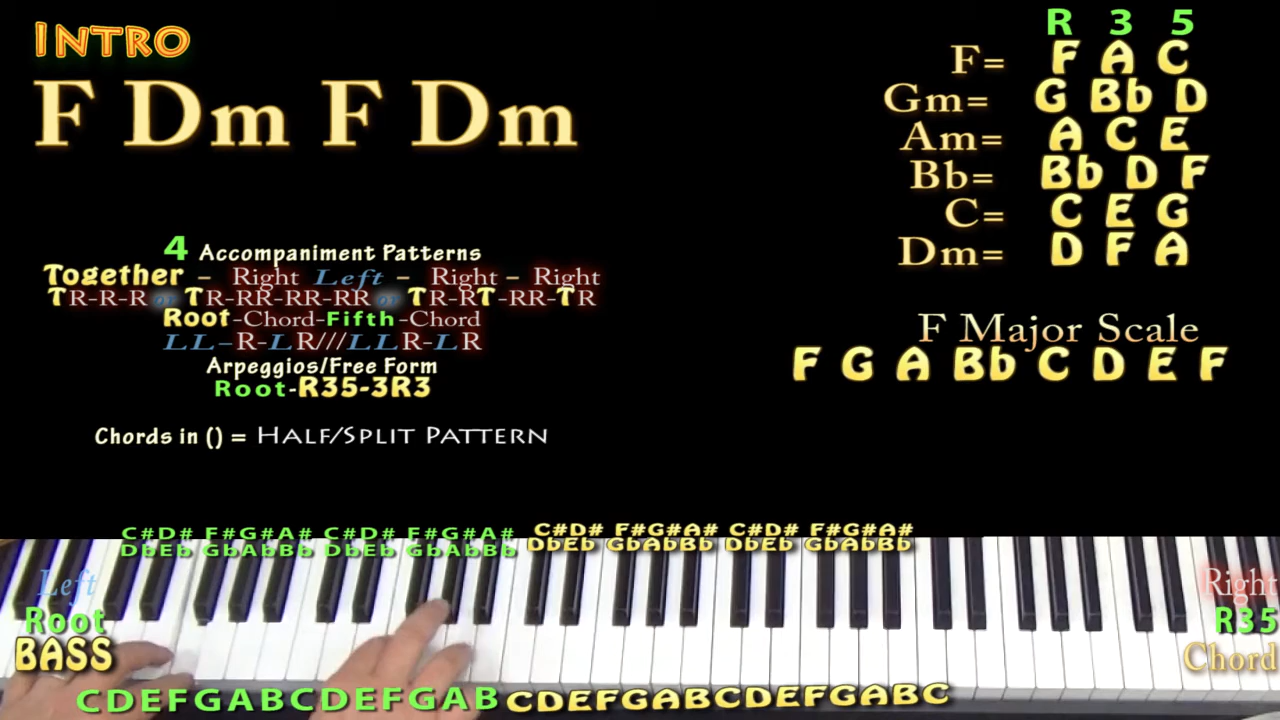 Intro
F Dm F Dm
4 Accompaniment Patterns
Together – Right Left – Right – Right
TR-R-R or TR-RR-RR-RR or TR-RT-RR-TR
Root-Chord-Fifth-Chord
LL–R-LR///LLR-LR
Arpeggios/Free Form
Root-R35-3R3
Chords in () = Half/Split Pattern
R 3 5
F= F A C
Gm= G Bb D
Am= A C E
Bb= Bb D F
C= C E G
Dm= D F A
F Major Scale
F G A Bb C D E F
C#D# F#G#A# C#D# F#G#A# C#D# F#G#A# C#D# F#G#A#
DbEb GbAbBb DbEb GbAbBb DbEb GbAbBb DbEb GbAbBb
Left
Root
BASS
Right
R35
Chord
CDEFGABCDEFGAB CDEFGABCDEFGABC